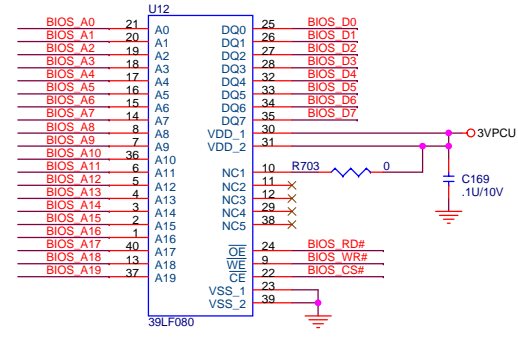 U12
BIOS_A0 21 A0 DQ0 25 BIOS_D0
BIOS_A1 20 A1 DQ1 26 BIOS_D1
BIOS_A2 19 A2 DQ2 27 BIOS_D2
BIOS_A3 18 A3 DQ3 28 BIOS_D3
BIOS_A4 17 A4 DQ4 32 BIOS_D4
BIOS_A5 16 A5 DQ5 33 BIOS_D5
BIOS_A6 15 A6 DQ6 34 BIOS_D6
BIOS_A7 14 A7 DQ7 35 BIOS_D7
BIOS_A8 8 A8 VDD_1 30 3VPCU
BIOS_A9 7 A9 VDD_2 31
BIOS_A10 36 A10
BIOS_A11 6 A11 NC1 10 R703 0
BIOS_A12 5 A12 NC2 11 C169
BIOS_A13 4 A13 NC3 12 .1U/10V
BIOS_A14 3 A14 NC4 29
BIOS_A15 2 A15 NC5 38
BIOS_A16 1 A16
BIOS_A17 40 A17 OE 24 BIOS_RD#
BIOS_A18 13 A18 WE 9 BIOS_WR#
BIOS_A19 37 A19 CE 22 BIOS_CS#
VSS_1 23
VSS_2 39
39LF080